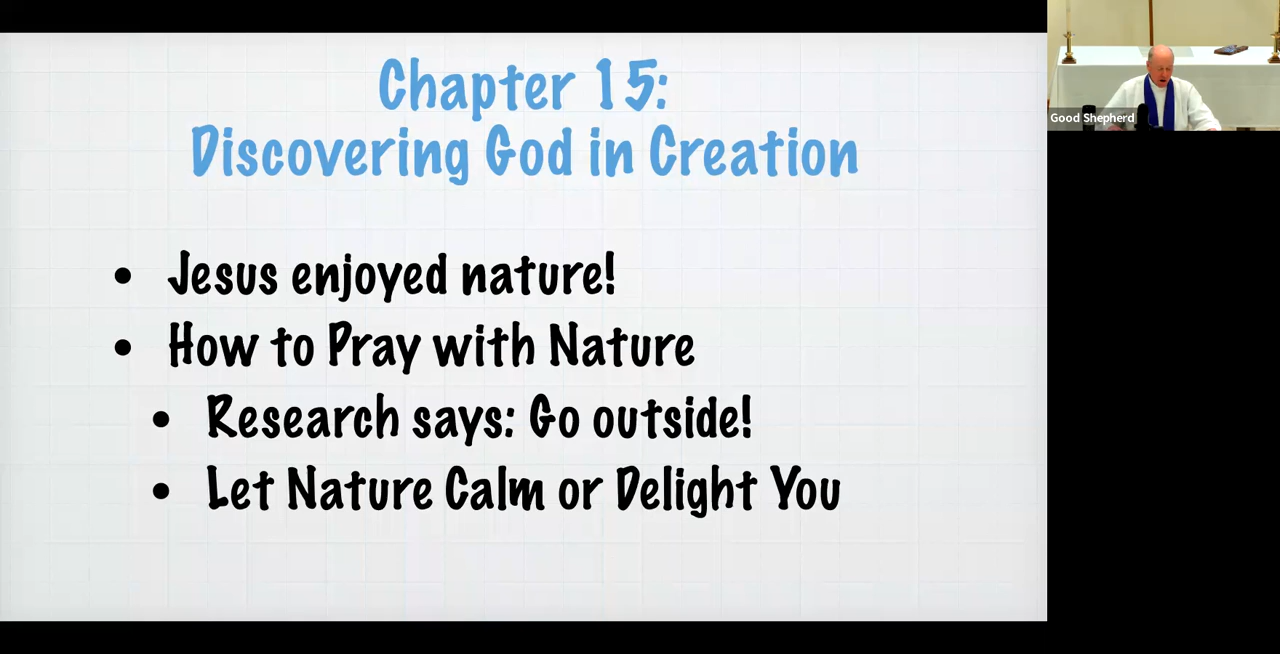 Chapter 15:
Discovering God in Creation
• Jesus enjoyed nature!
• How to Pray with Nature
• Research says: Go outside!
• Let Nature Calm or Delight You
Good Shepherd